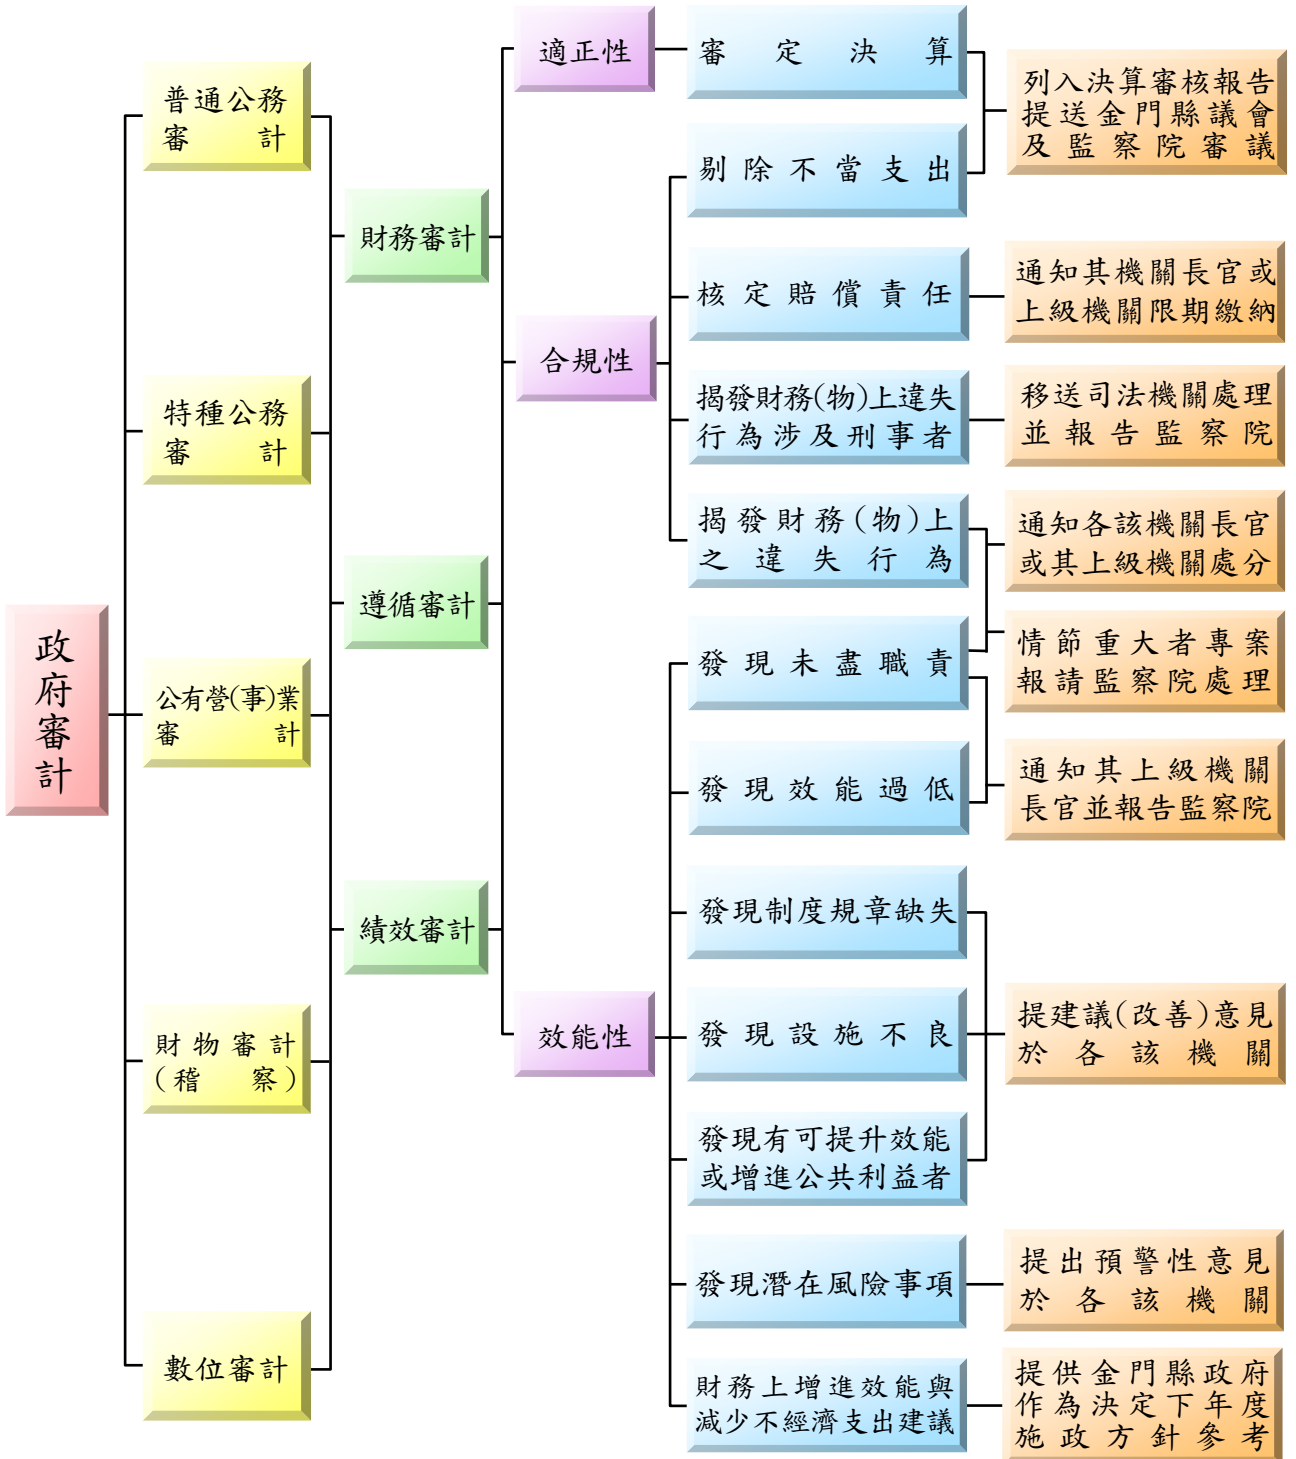 政府審計
普通公務
審計
特種公務
審計
公有營(事)業
審計
財物審計
(稽察)
數位審計
財務審計
遵循審計
績效審計
適正性
合規性
效能性
審定決算
剔除不當支出
核定賠償責任
揭發財務(物)上違失
行為涉及刑事者
揭發財務(物)上
之違失行為
發現未盡職責
發現效能過低
發現制度規章缺失
發現設施不良
發現有可提升效能
或增進公共利益者
發現潛在風險事項
財務上增進效能與
減少不經濟支出建議
列入決算審核報告
提送金門縣議會
及監察院審議
通知其機關長官或
上級機關限期繳納
移送司法機關處理
並報告監察院
通知各該機關長官
或其上級機關處分
情節重大者專案
報請監察院處理
通知其上級機關
長官並報告監察院
提建議(改善)意見
於各該機關
提出預警性意見
於各該機關
提供金門縣政府
作為決定下年度
施政方針參考